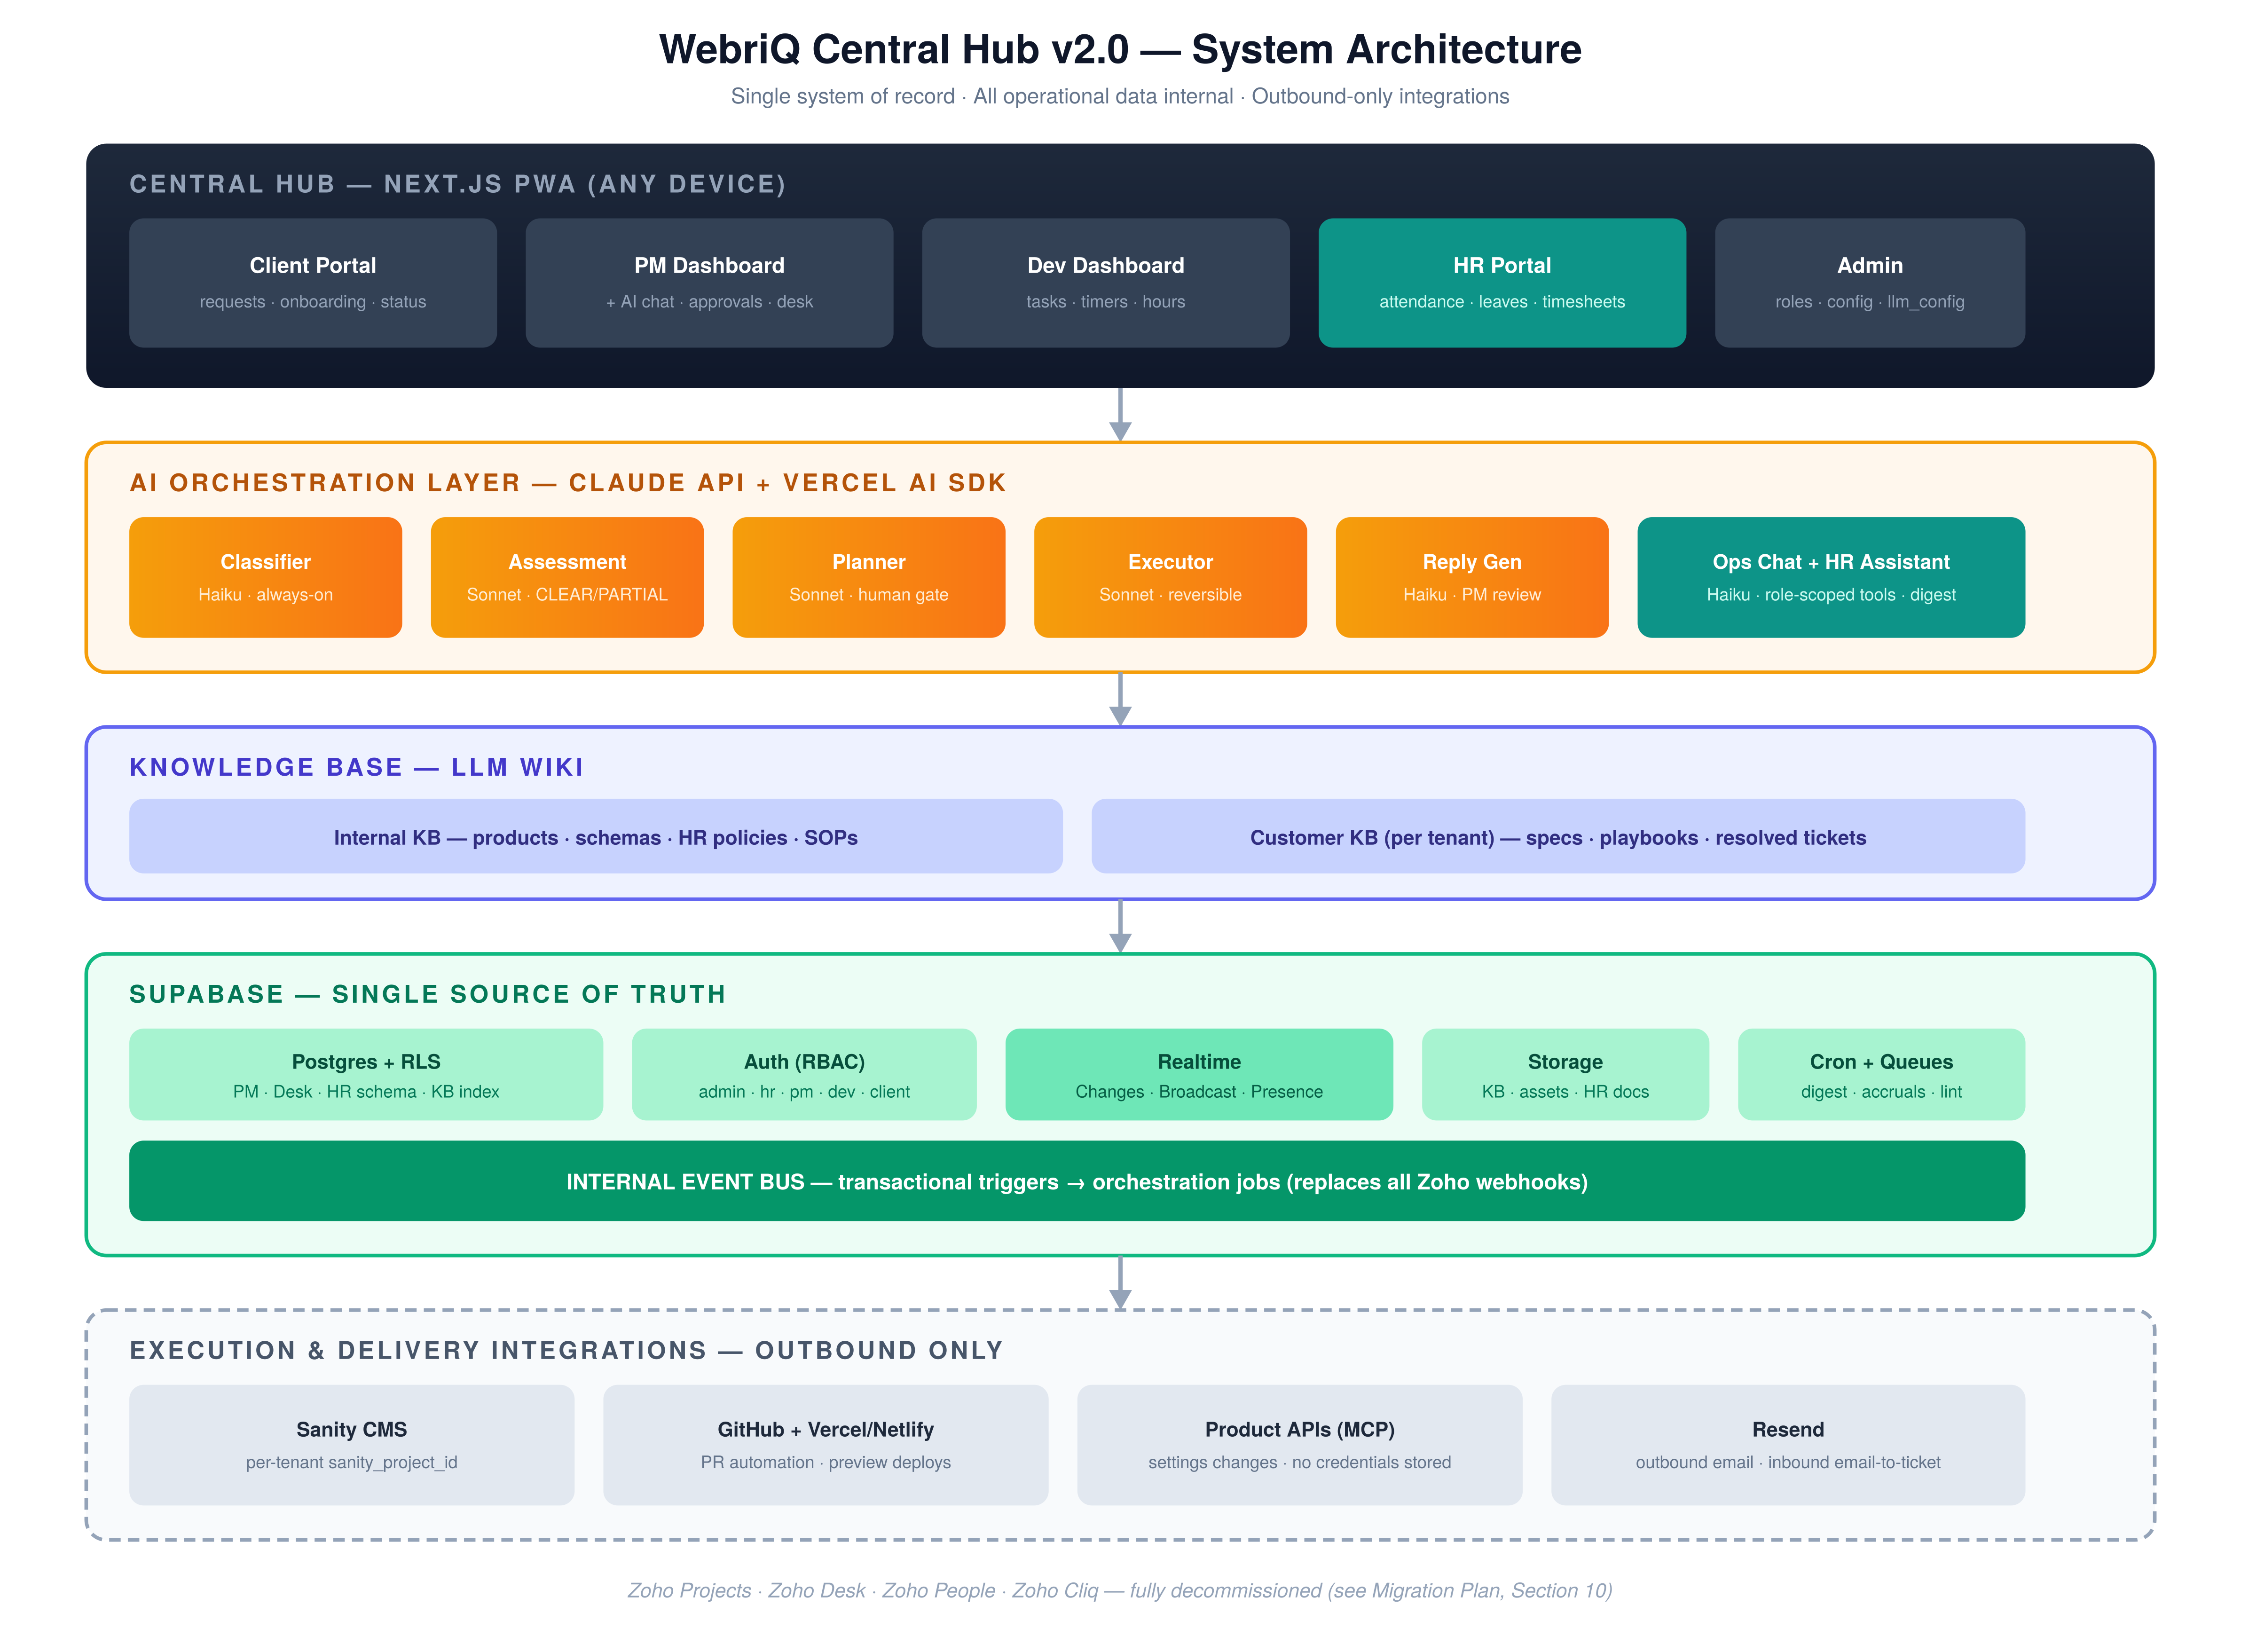 WebriQ Central Hub v2.0 — System Architecture
Single system of record · All operational data internal · Outbound-only integrations
CENTRAL HUB — NEXT.JS PWA (ANY DEVICE)
Client Portal
requests · onboarding · status
PM Dashboard
+ AI chat · approvals · desk
Dev Dashboard
tasks · timers · hours
HR Portal
attendance · leaves · timesheets
Admin
roles · config · llm_config
AI ORCHESTRATION LAYER — CLAUDE API + VERCEL AI SDK
Classifier
Haiku · always-on
Assessment
Sonnet · CLEAR/PARTIAL
Planner
Sonnet · human gate
Executor
Sonnet · reversible
Reply Gen
Haiku · PM review
Ops Chat + HR Assistant
Haiku · role-scoped tools · digest
KNOWLEDGE BASE — LLM WIKI
Internal KB — products · schemas · HR policies · SOPs
Customer KB (per tenant) — specs · playbooks · resolved tickets
SUPABASE — SINGLE SOURCE OF TRUTH
Postgres + RLS
PM · Desk · HR schema · KB index
Auth (RBAC)
admin · hr · pm · dev · client
Realtime
Changes · Broadcast · Presence
Storage
KB · assets · HR docs
Cron + Queues
digest · accruals · lint
INTERNAL EVENT BUS — transactional triggers → orchestration jobs (replaces all Zoho webhooks)
EXECUTION & DELIVERY INTEGRATIONS — OUTBOUND ONLY
Sanity CMS
per-tenant sanity_project_id
GitHub + Vercel/Netlify
PR automation · preview deploys
Product APIs (MCP)
settings changes · no credentials stored
Resend
outbound email · inbound email-to-ticket
Zoho Projects · Zoho Desk · Zoho People · Zoho Cliq — fully decommissioned (see Migration Plan, Section 10)